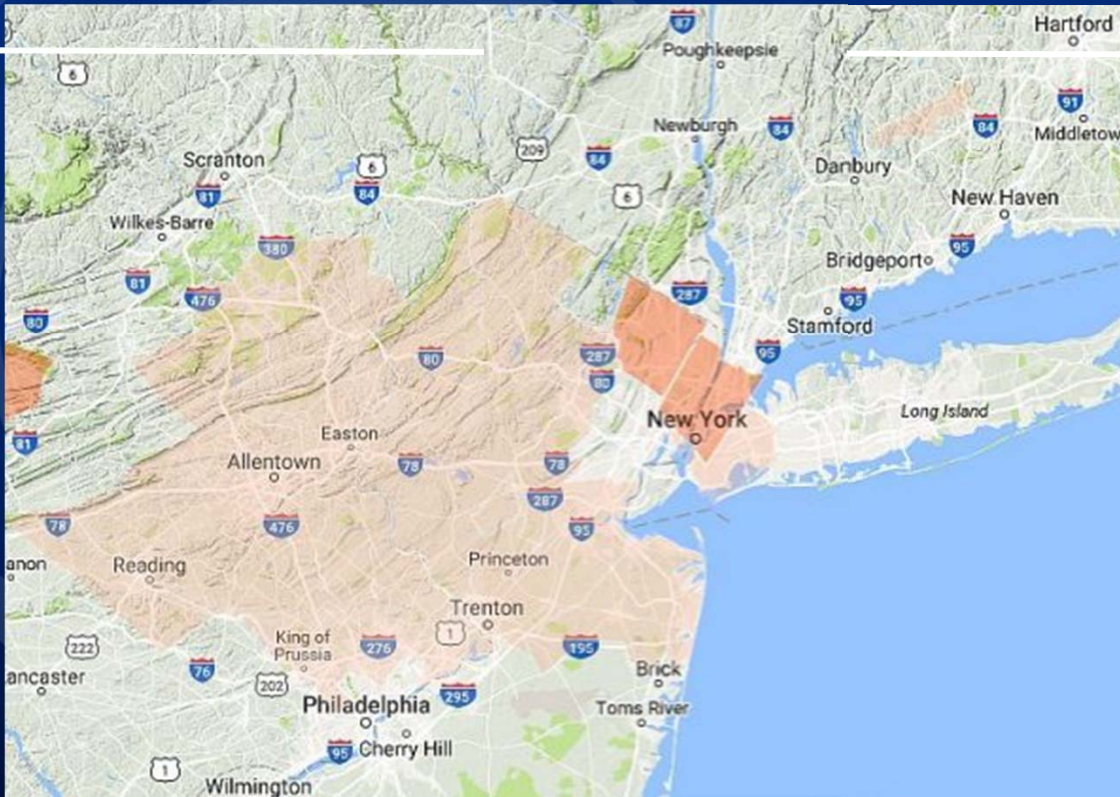 87
Hartford
Poughkeepsie
6
91
Newburgh
84
84
Middletow
209
84
Scranton
6
Danbury
81
84
6
New Haven
Wilkes-Barre
95
380
Bridgeport
81
287
476
95
80
Stamford
287
80
95
80
New York
Long Island
81
Easton
Allentown
78
78
287
78
476
95
anon
Reading
Princeton
Trenton
1
King of
Prussia
276
195
222
76
Brick
ancaster
202
295
Philadelphia
Toms River
95
Cherry Hill
1
Wilmington